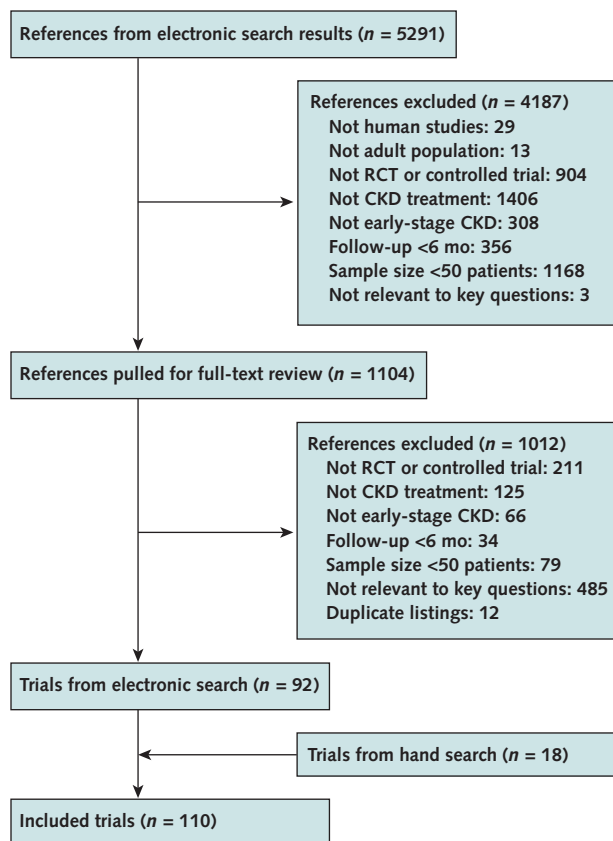 References from electronic search results (n = 5291)
References excluded (n = 4187)
Not human studies: 29
Not adult population: 13
Not RCT or controlled trial: 904
Not CKD treatment: 1406
Not early-stage CKD: 308
Follow-up <6 mo: 356
Sample size <50 patients: 1168
Not relevant to key questions: 3
References pulled for full-text review (n = 1104)
References excluded (n = 1012)
Not RCT or controlled trial: 211
Not CKD treatment: 125
Not early-stage CKD: 66
Follow-up <6 mo: 34
Sample size <50 patients: 79
Not relevant to key questions: 485
Duplicate listings: 12
Trials from electronic search (n = 92)
Trials from hand search (n = 18)
Included trials (n = 110)